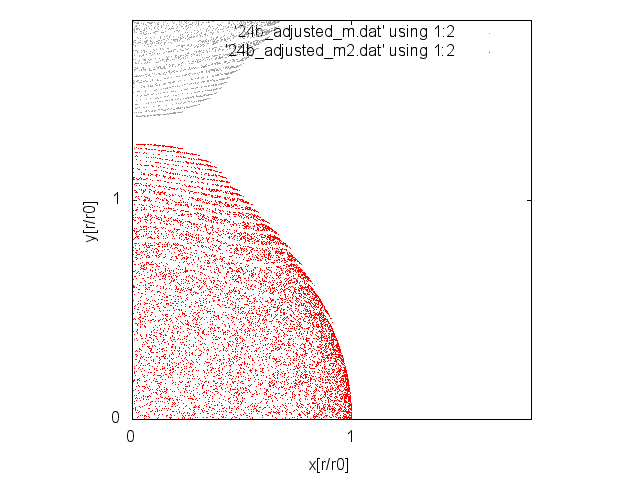 '24b_adjusted_m.dat' using 1:2
'24b_adjusted_m2.dat' using 1:2
1
y[r/r0]
0
0
1
x[r/r0]